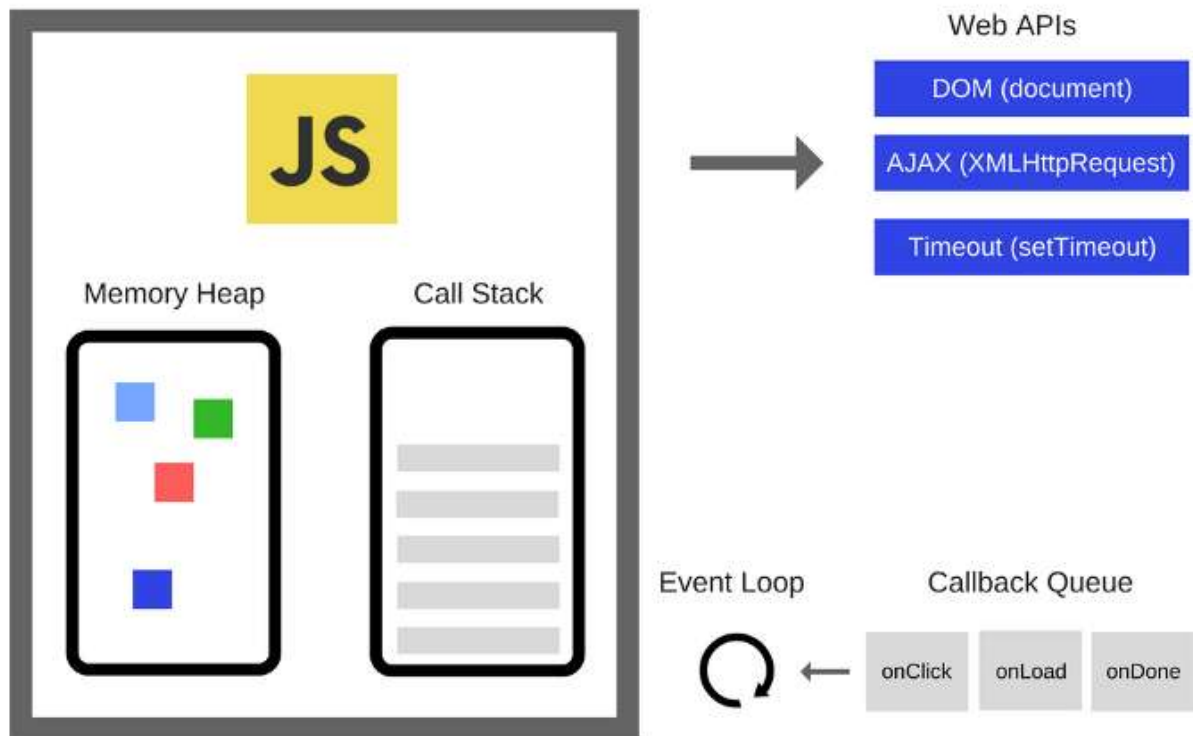 Web APIs
DOM (document)
JS
AJAX (XMLHttpRequest)
Timeout (setTimeout)
Memory Heap
Call Stack
Event Loop
Callback Queue
onClick
onLoad
onDone